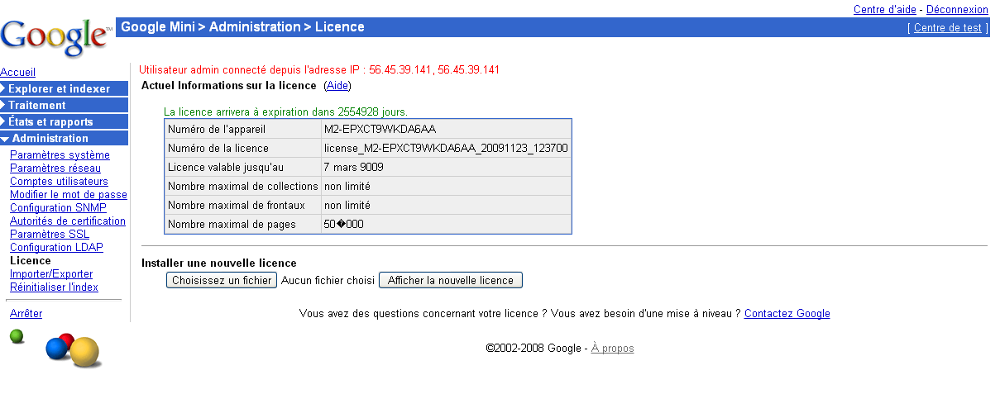 Centre d'aide - Déconnexion
Google™
Google Mini > Administration > Licence
[ Centre de test ]
Accueil
Explorer et indexer
Traitement
États et rapports
Administration
Paramètres système
Paramètres réseau
Comptes utilisateurs
Modifier le mot de passe
Configuration SNMP
Autorités de certification
Paramètres SSL
Configuration LDAP
Licence
Importer/Exporter
Réinitialiser l'index
Arrêter
Utilisateur admin connecté depuis l'adresse IP : 56.45.39.141, 56.45.39.141
Actuel Informations sur la licence (Aide)
La licence arrivera à expiration dans 2554928 jours.
Numéro de l'appareil M2-EPXCT9WKDA6AA
Numéro de la licence license_M2-EPXCT9WKDA6AA_20091123_123700
Licence valable jusqu'au 7 mars 9009
Nombre maximal de collections non limité
Nombre maximal de frontaux non limité
Nombre maximal de pages 50�000
Installer une nouvelle licence
Choisissez un fichier Aucun fichier choisi Afficher la nouvelle licence
Vous avez des questions concernant votre licence ? Vous avez besoin d'une mise à niveau ? Contactez Google
©2002-2008 Google - À propos